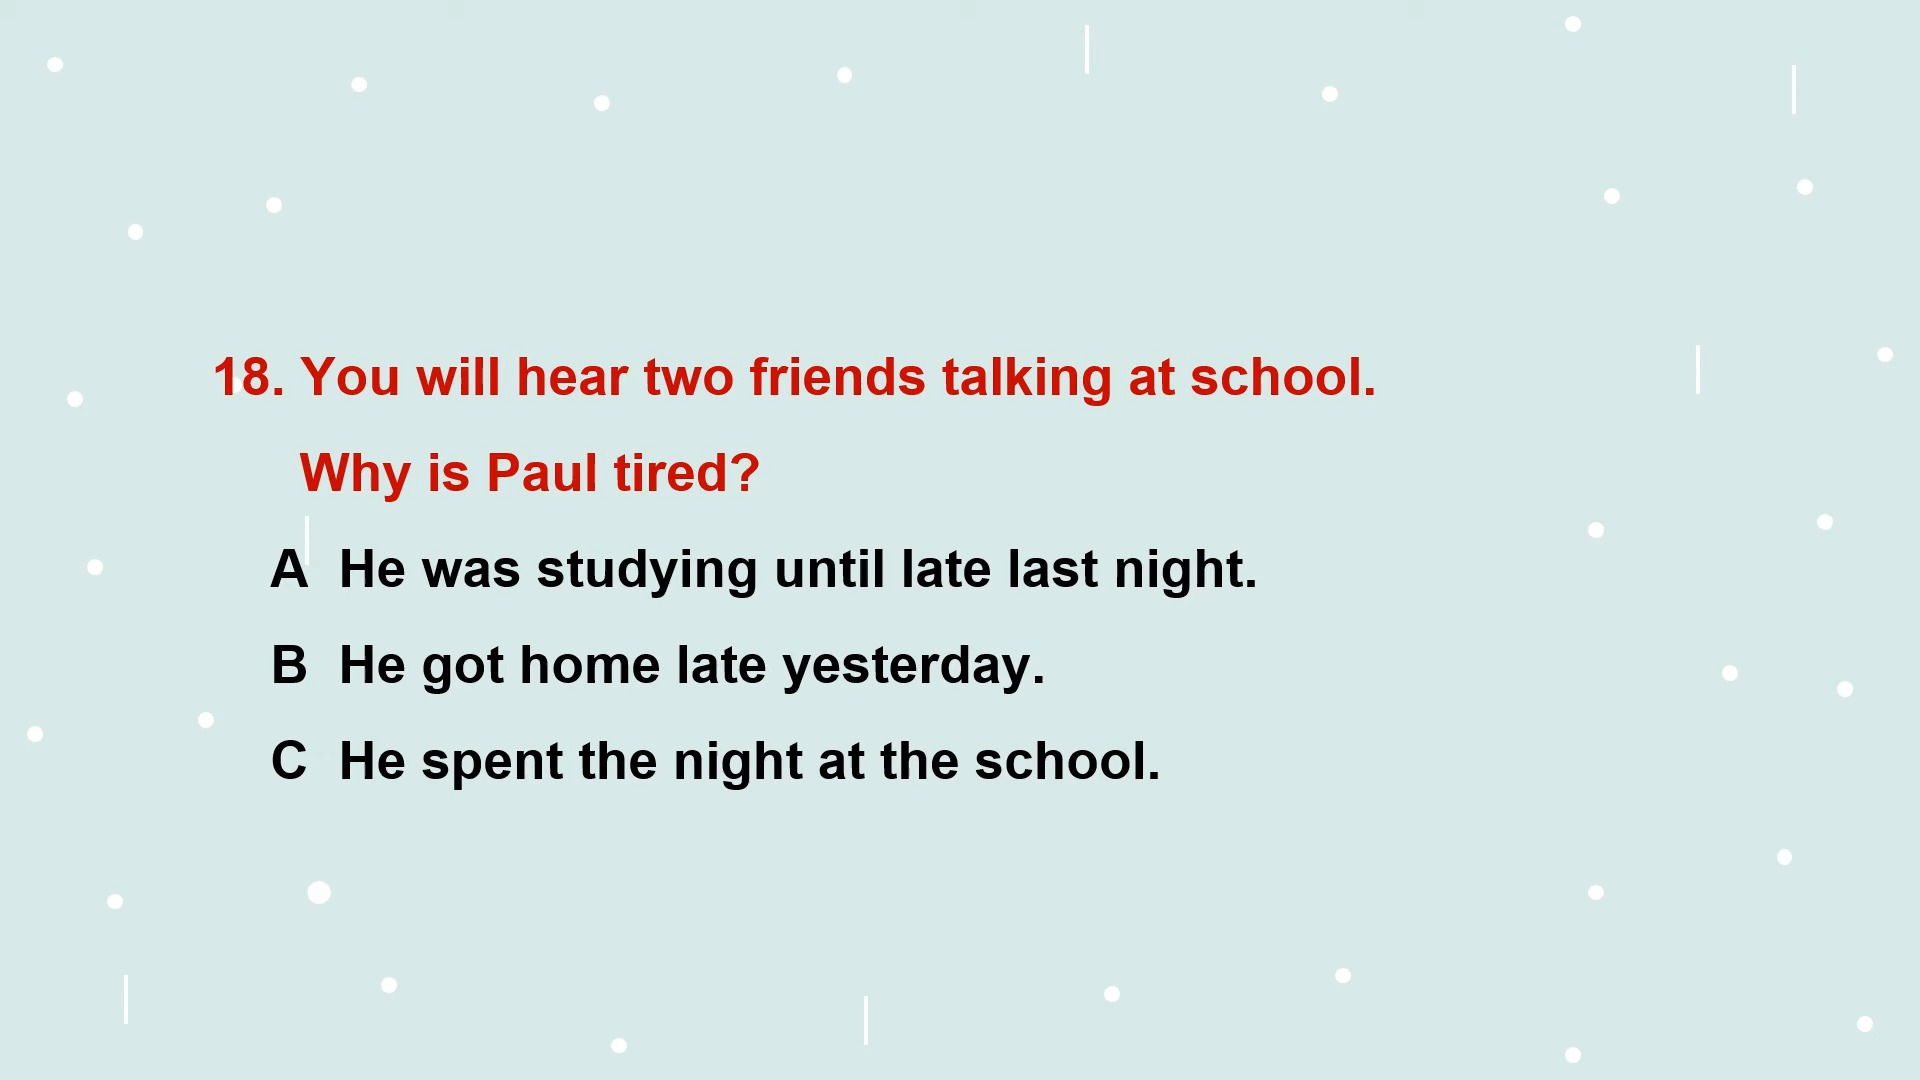 18. You will hear two friends talking at school.
Why is Paul tired?
A He was studying until late last night.
B He got home late yesterday.
C He spent the night at the school.